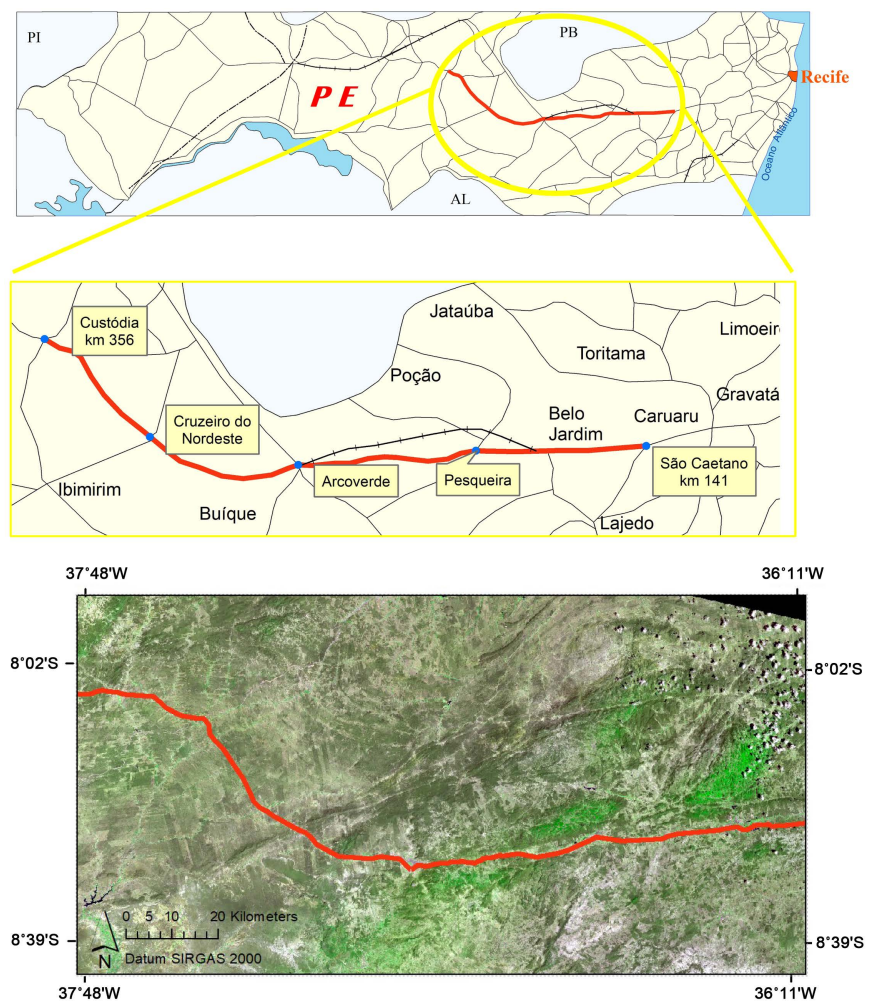 PI
PB
PE
Recife
Oceano Atlântico
AL
Custódia
km 356
Jataúba
Limoeir
Toritama
Poção
Gravatá
Cruzeiro do
Nordeste
Belo
Jardim
Caruaru
Ibimirim
Arcoverde
Pesqueira
São Caetano
km 141
Buíque
Lajedo
37°48'W
36°11'W
8°02'S
8°02'S
0 5 10 20 Kilometers
8°39'S
8°39'S
N
Datum SIRGAS 2000
37°48'W
36°11'W